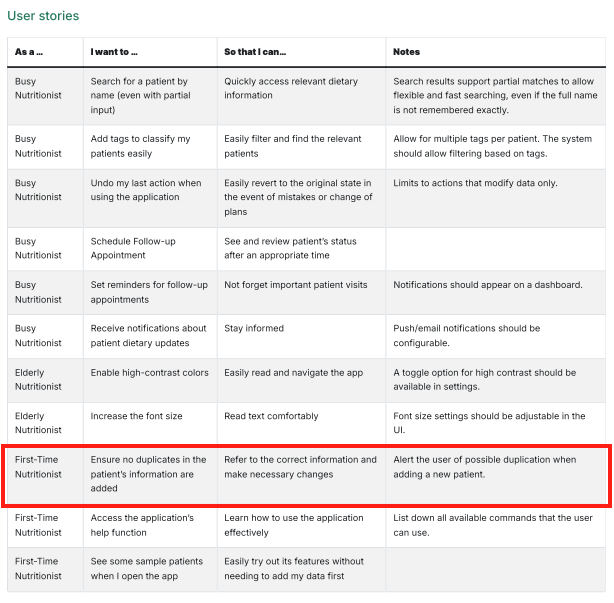 User stories
As a ... I want to ... So that I can... Notes
Busy Search for a patient by Quickly access relevant dietary Search results support partial matches to allow
Nutritionist name (even with partial information flexible and fast searching, even if the full name
input) is not remembered exactly.
Busy Add tags to classify my Easily filter and find the relevant Allow for multiple tags per patient. The system
Nutritionist patients easily patients should allow filtering based on tags.
Busy Undo my last action when Easily revert to the original state in Limits to actions that modify data only.
Nutritionist using the application the event of mistakes or change of
plans
Busy Schedule Follow-up See and review patient's status
Nutritionist Appointment after an appropriate time
Busy Set reminders for follow-up Not forget important patient visits Notifications should appear on a dashboard.
Nutritionist appointments
Busy Receive notifications about Stay informed Push/email notifications should be
Nutritionist patient dietary updates configurable.
Elderly Enable high-contrast colors Easily read and navigate the app A toggle option for high contrast should be
Nutritionist available in settings.
Elderly Increase the font size Read text comfortably Font size settings should be adjustable in the
Nutritionist UI.
First-Time Ensure no duplicates in the Refer to the correct information and Alert the user of possible duplication when
Nutritionist patient's information are make necessary changes adding a new patient.
added
First-Time Access the application's Learn how to use the application List down all available commands that the user
Nutritionist help function effectively can use.
First-Time See some sample patients Easily try out its features without
Nutritionist when I open the app needing to add my data first